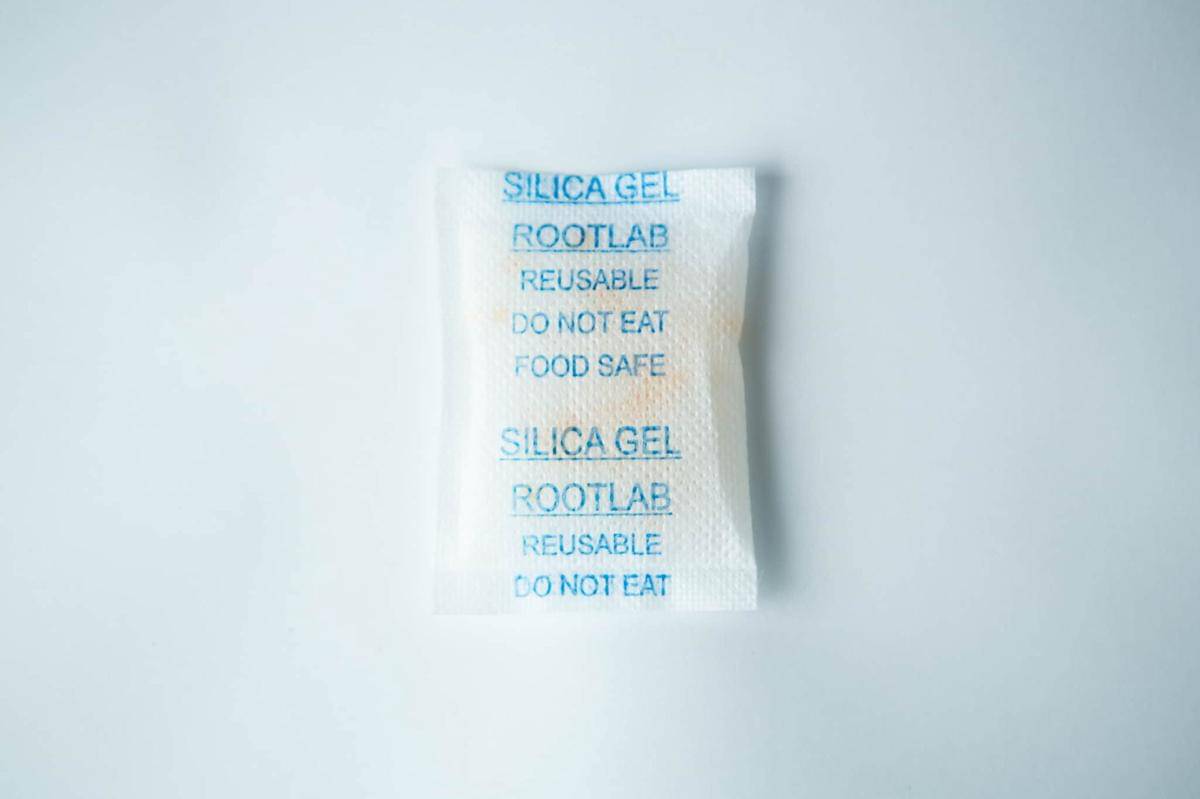 SILICA GEL
ROOTLAB
REUSABLE
DO NOT EAT
FOOD SAFE
SILICA GEL
ROOTLAB
REUSABLE
DO NOT EAT